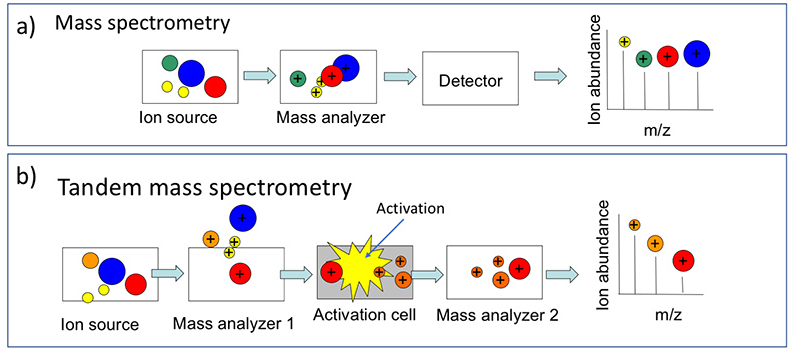 a) Mass spectrometry
Ion source
Mass analyzer
Detector
Ion abundance
m/z
b) Tandem mass spectrometry
Activation
Ion source
Mass analyzer 1
Activation cell
Mass analyzer 2
Ion abundance
m/z